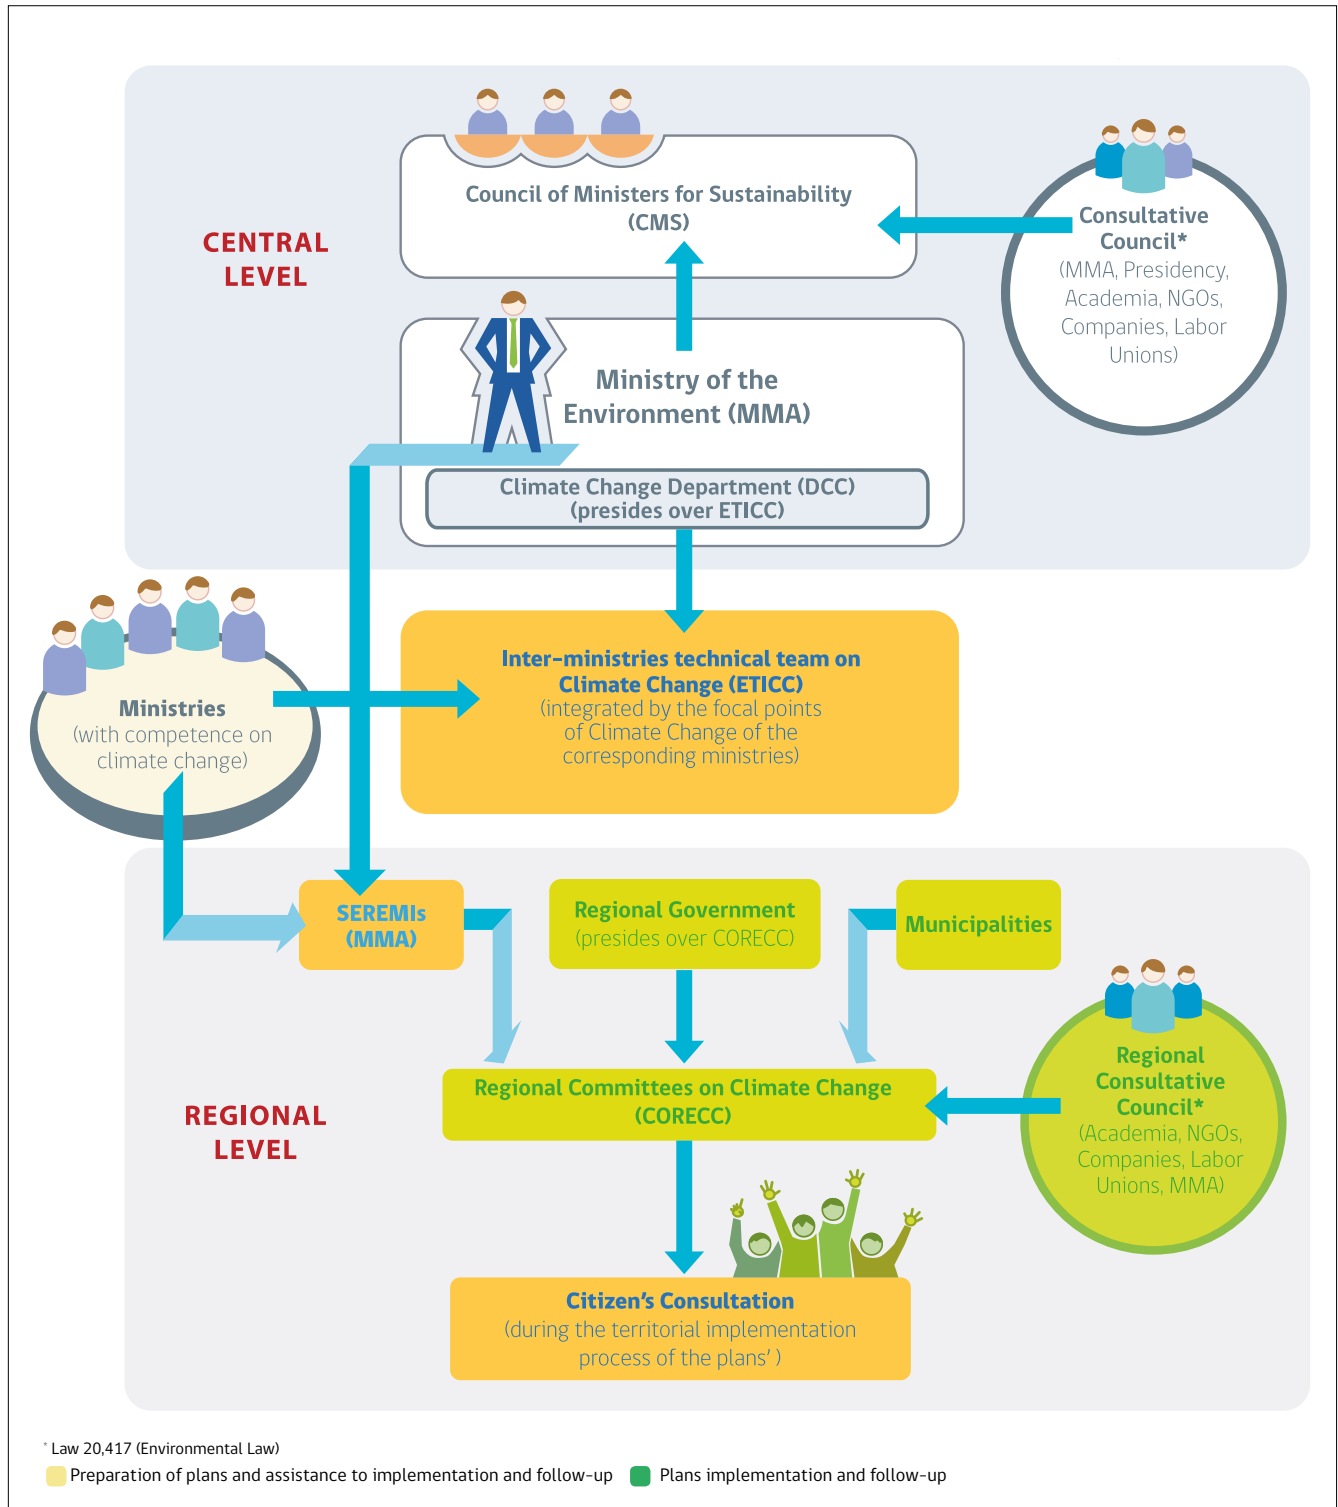 CENTRAL
LEVEL
Council of Ministers for Sustainability
(CMS)
Consultative
Council*
(MMA, Presidency,
Academia, NGOs,
Companies, Labor
Unions)
Ministry of the
Environment (MMA)
Climate Change Department (DCC)
(presides over ETICC)
Ministries
(with competence on
climate change)
Inter-ministries technical team on
Climate Change (ETICC)
(integrated by the focal points
of Climate Change of the
corresponding ministries)
SEREMIs
(MMA)
Regional Government
(presides over CORECC)
Municipalities
REGIONAL
LEVEL
Regional Committees on Climate Change
(CORECC)
Regional
Consultative
Council*
(Academia, NGOs,
Companies, Labor
Unions, MMA)
Citizen’s Consultation
(during the territorial implementation
process of the plans’ )
* Law 20,417 (Environmental Law)
Preparation of plans and assistance to implementation and follow-up
Plans implementation and follow-up